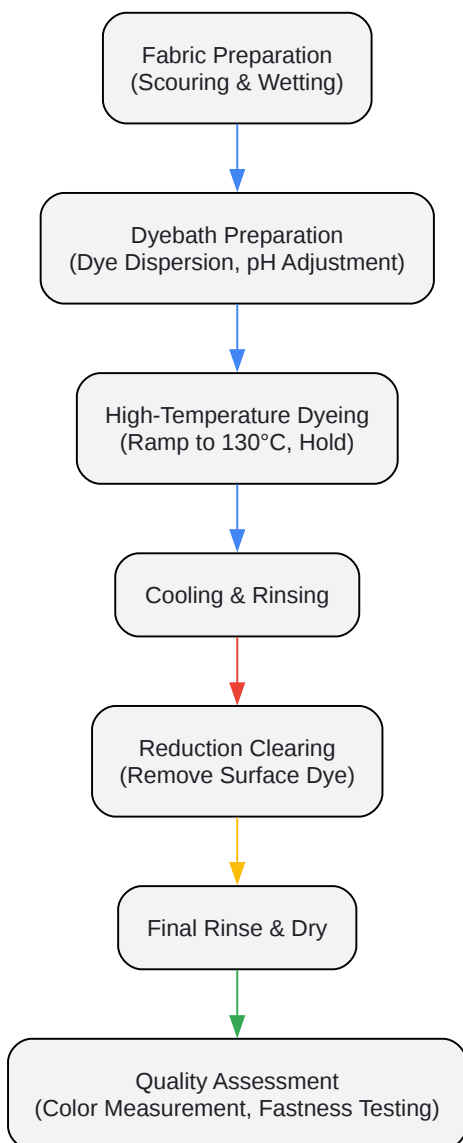 Fabric Preparation
(Scouring & Wetting)
Dyebath Preparation
(Dye Dispersion, pH Adjustment)
High-Temperature Dyeing
(Ramp to 130°C, Hold)
Cooling & Rinsing
Reduction Clearing
(Remove Surface Dye)
Final Rinse & Dry
Quality Assessment
(Color Measurement, Fastness Testing)